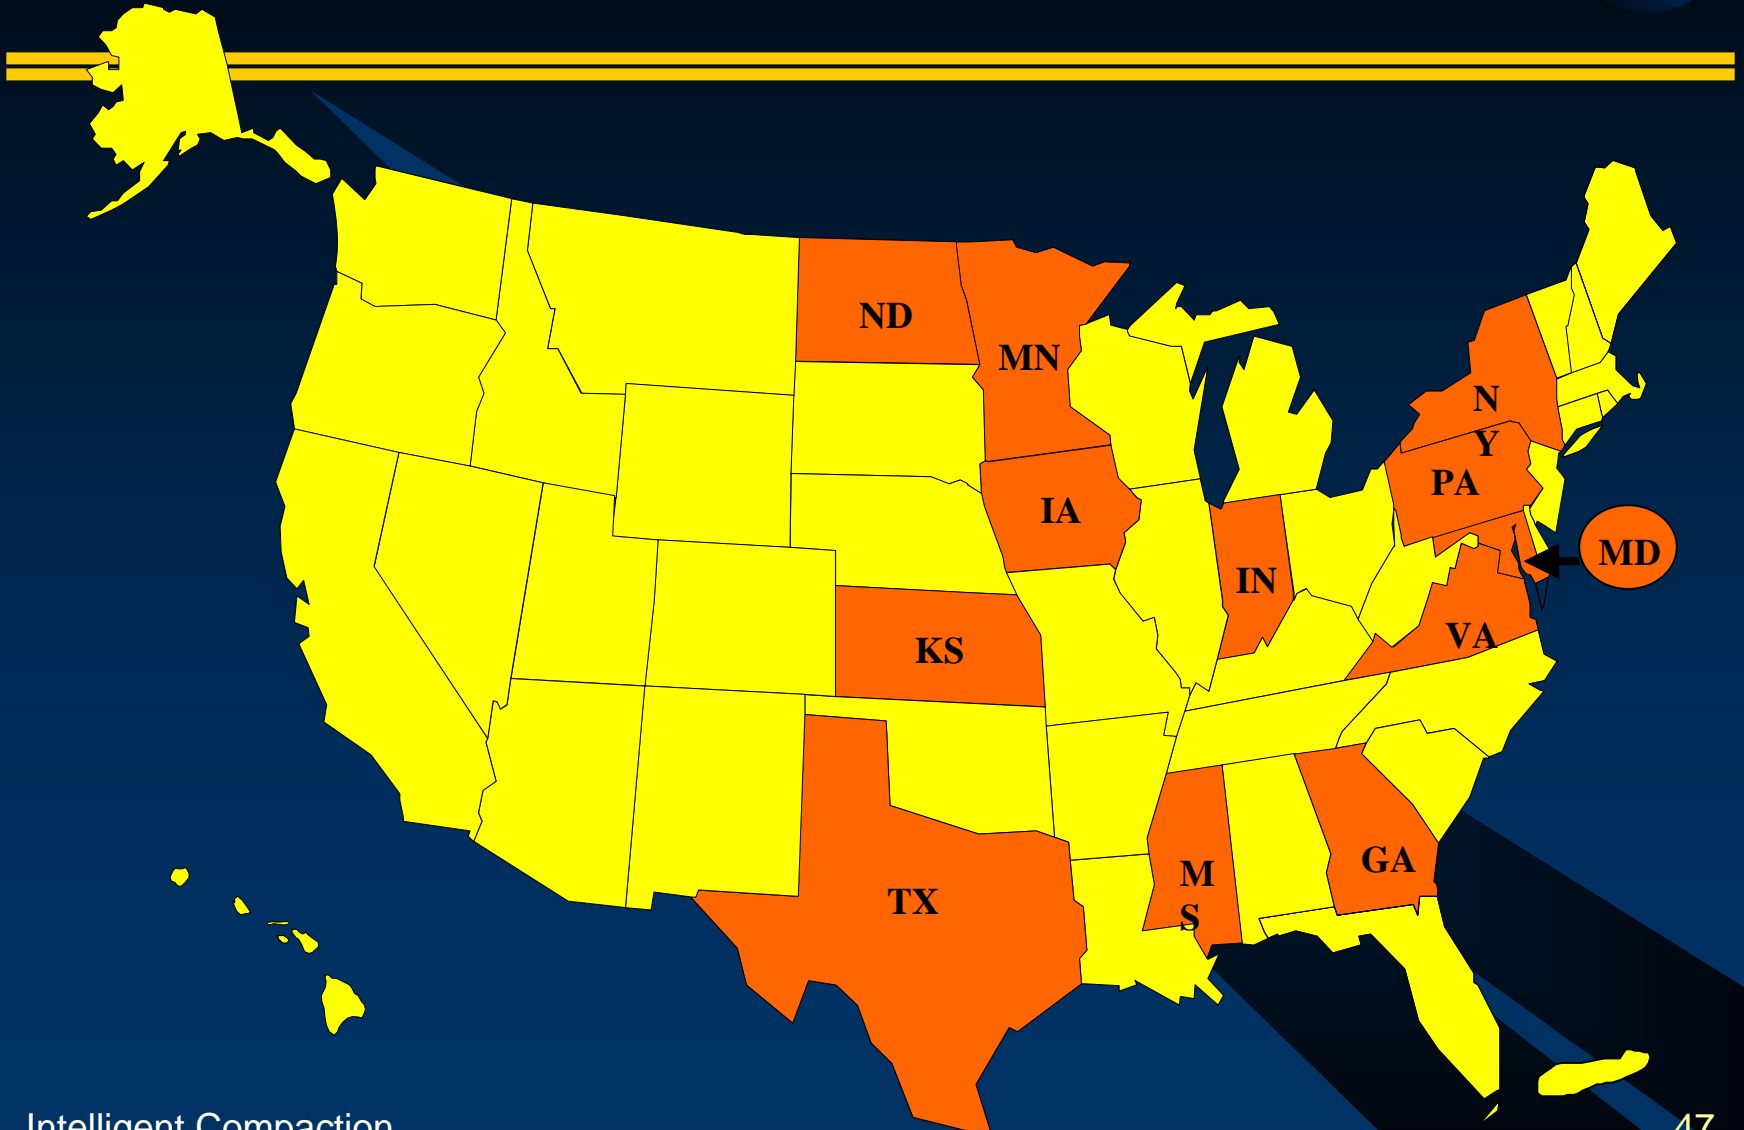 ND
MN
N
Y
PA
IA
MD
IN
VA
KS
GA
M
S
TX
Intelligent Compaction
47